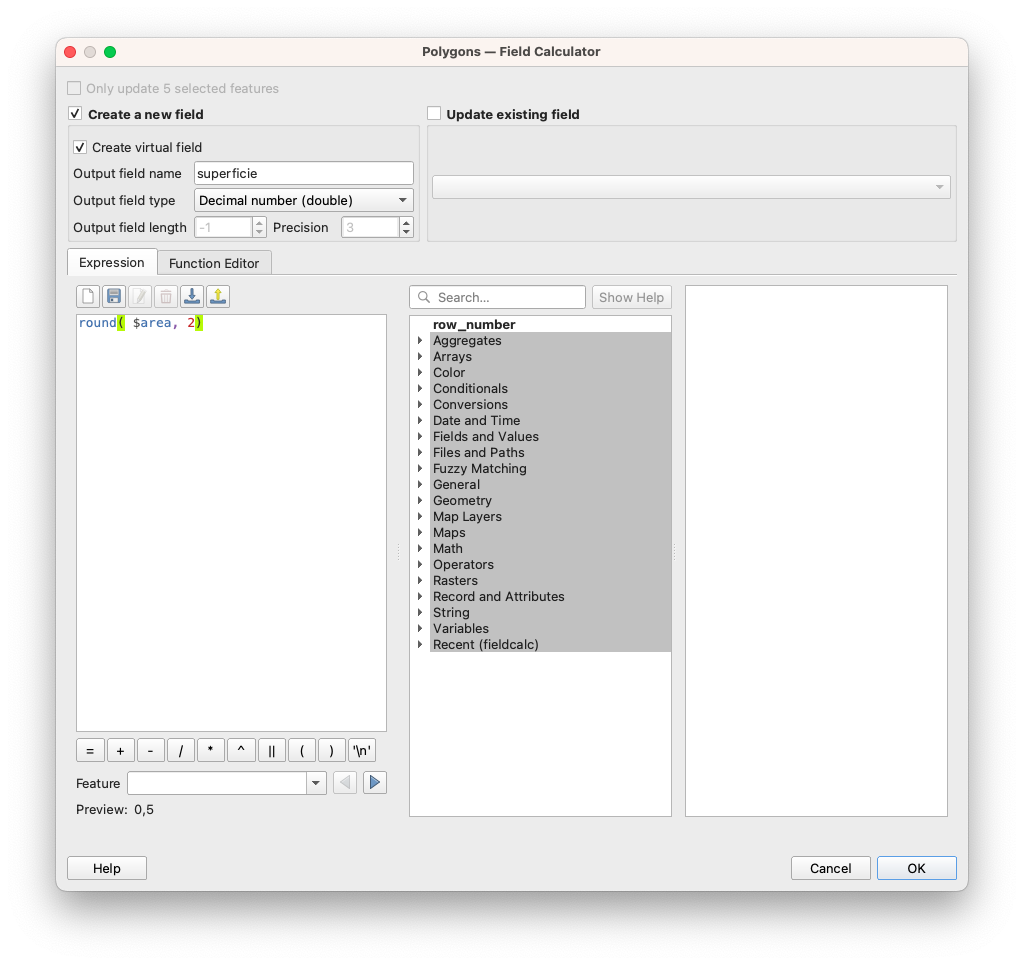 Polygons — Field Calculator
Only update 5 selected features
Create a new field
Update existing field
Create virtual field
Output field name superficie
Output field type Decimal number (double)
Output field length -1 Precision 3
Expression Function Editor
Search... Show Help
round( $area, 2)
row_number
Aggregates
Arrays
Color
Conditionals
Conversions
Date and Time
Fields and Values
Files and Paths
Fuzzy Matching
General
Geometry
Map Layers
Maps
Math
Operators
Rasters
Record and Attributes
String
Variables
Recent (fieldcalc)
= + - / * ^ || ( ) '\n'
Feature
Preview: 0,5
Help Cancel OK